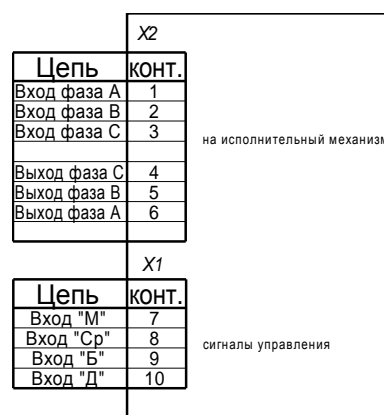 X2
Цепь конт.
Вход фаза А 1
Вход фаза В 2
Вход фаза С 3
на исполнительный механизм
Выход фаза С 4
Выход фаза В 5
Выход фаза А 6
X1
Цепь конт.
Вход "М" 7
Вход "Ср" 8
сигналы управления
Вход "Б" 9
Вход "Д" 10